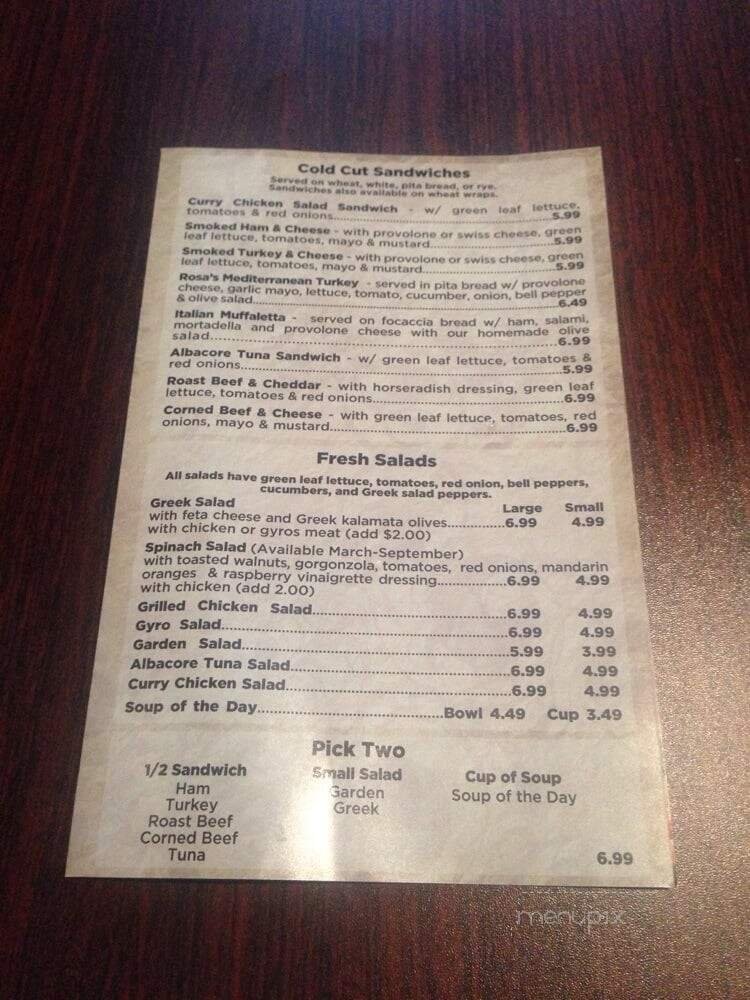 Cold Cut Sandwiches
Served on wheat, white, pita bread, or rye.
Sandwiches also available on wheat wraps.
Curry Chicken Salad Sandwich - w/ green leaf lettuce,
tomatoes & red onions...............................................5.99
Smoked Ham & Cheese - with provolone or swiss cheese, green
leaf lettuce, tomatoes, mayo & mustard..........................5.99
Smoked Turkey & Cheese - with provolone or swiss cheese, green
leaf lettuce, tomatoes, mayo & mustard..........................5.99
Rosa's Mediterranean Turkey - served in pita bread w/ provolone
cheese, garlic mayo, lettuce, tomato, cucumber, onion, bell pepper
& olive salad...............................................................6.49
Italian Muffaletta - served on focaccia bread w/ ham, salami,
mortadella and provolone cheese with our homemade olive
salad............................................................................6.99
Albacore Tuna Sandwich - w/ green leaf lettuce, tomatoes &
red onions....................................................................5.99
Roast Beef & Cheddar - with horseradish dressing, green leaf
lettuce, tomatoes & red onions.......................................6.99
Corned Beef & Cheese - with green leaf lettuce, tomatoes, red
onions, mayo & mustard................................................6.99
Fresh Salads
All salads have green leaf lettuce, tomatoes, red onion, bell peppers,
cucumbers, and Greek salad peppers.
Greek Salad Large Small
with feta cheese and Greek kalamata olives.............6.99 4.99
with chicken or gyros meat (add $2.00)
Spinach Salad (Available March-September)
with toasted walnuts, gorgonzola, tomatoes, red onions, mandarin
oranges & raspberry vinaigrette dressing................6.99 4.99
with chicken (add 2.00)
Grilled Chicken Salad.............................................6.99 4.99
Gyro Salad...........................................................6.99 4.99
Garden Salad........................................................5.99 3.99
Albacore Tuna Salad..............................................6.99 4.99
Curry Chicken Salad...............................................6.99 4.99
Soup of the Day..........................................Bowl 4.49 Cup 3.49
Pick Two
1/2 Sandwich Small Salad Cup of Soup
Ham Garden Soup of the Day
Turkey Greek
Roast Beef
Corned Beef
Tuna 6.99
menupix